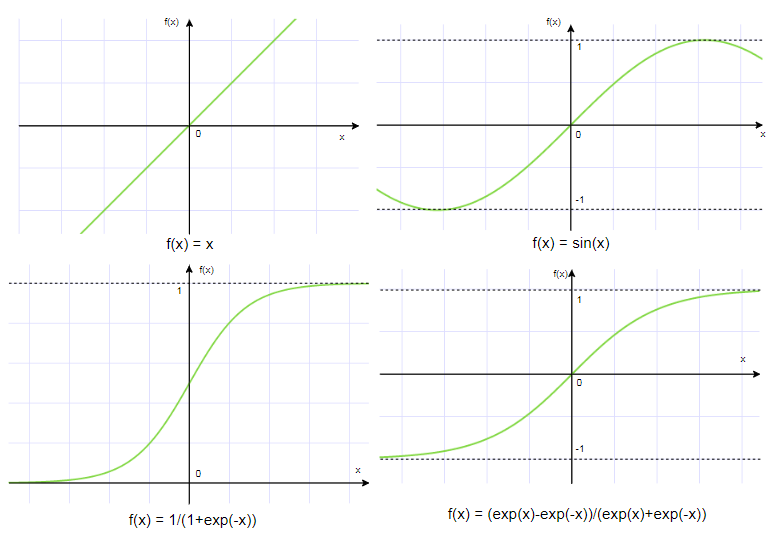 f(x)
0
x
f(x) = x
f(x)
1
0
x
-1
f(x) = sin(x)
f(x)
1
0
x
f(x) = 1/(1+exp(-x))
f(x)
1
x
0
-1
f(x) = (exp(x)-exp(-x))/(exp(x)+exp(-x))